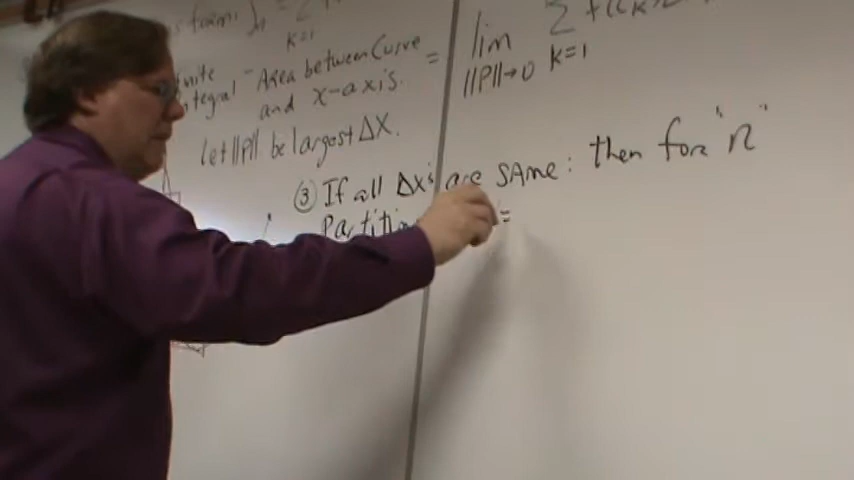 k=1
Area between Curve
and x-axis.
let ||P|| be largest ΔX.
= lim
||P||→0 k=1
③ If all ΔX's are SAME: then for "n"
=